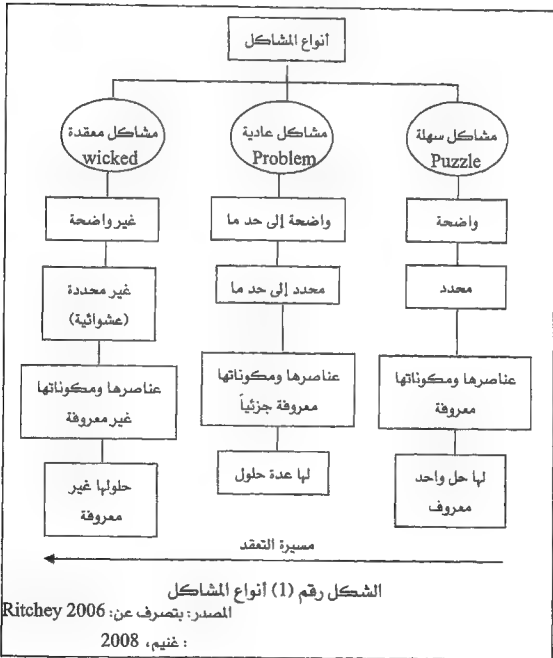 أنواع المشاكل
مشاكل سهلة
Puzzle
واضحة
محدد
عناصرها ومكوناتها
معروفة
لها حل واحد
معروف
مشاكل عادية
Problem
واضحة إلى حد ما
محدد إلى حد ما
عناصرها ومكوناتها
معروفة جزئياً
لها عدة حلول
مشاكل معقدة
wicked
غير واضحة
غير محددة
(عشوائية)
عناصرها ومكوناتها
غير معروفة
حلولها غير
معروفة
مسيرة التعقد
الشكل رقم (1) أنواع المشاكل
المصدر: بتصرف عن: Ritchey 2006
: غنيم، 2008